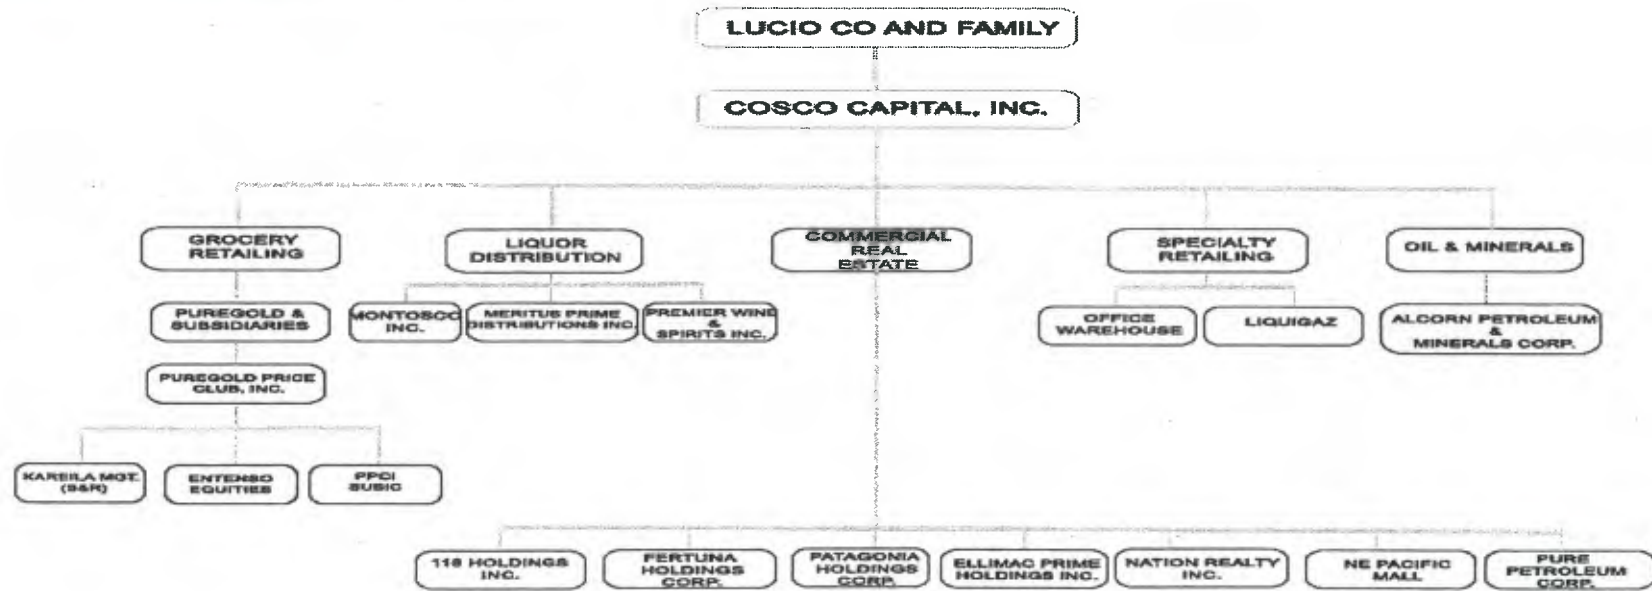 LUCIO CO AND FAMILY
COSCO CAPITAL, INC.
GROCERY
RETAILING
LIQUOR
DISTRIBUTION
COMMERCIAL
REAL
ESTATE
SPECIALTY
RETAILING
OIL & MINERALS
PUREGOLD &
SUBSIDIARIES
MONTOSCO
INC.
MERITUS PRIME
DISTRIBUTIONS INC.
PREMIER WINE
&
SPIRITS INC.
OFFICE
WAREHOUSE
LIQUIGAZ
ALCORN PETROLEUM
&
MINERALS CORP.
PUREGOLD PRICE
CLUB, INC.
KAREILA MGT.
(S&R)
ENTENSO
EQUITIES
PPCI
SUBIC
118 HOLDINGS
INC.
FERTUNA
HOLDINGS
CORP.
PATAGONIA
HOLDINGS
CORP.
ELLIMAC PRIME
HOLDINGS INC.
NATION REALTY
INC.
NE PACIFIC
MALL
PURE
PETROLEUM
CORP.